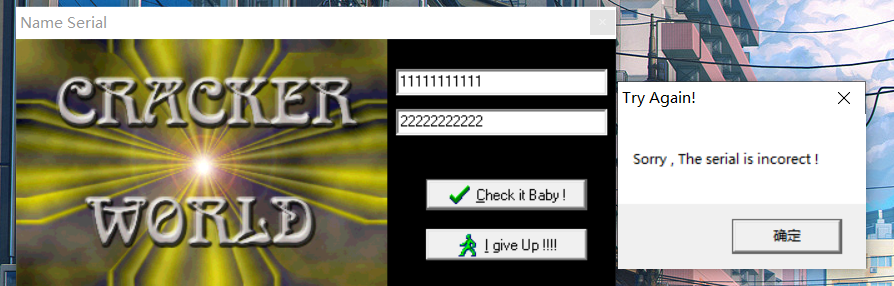 Name Serial
CRACKER
WORLD
11111111111
22222222222
Check it Baby !
I give Up !!!!
Try Again!
Sorry , The serial is incorect !
确定